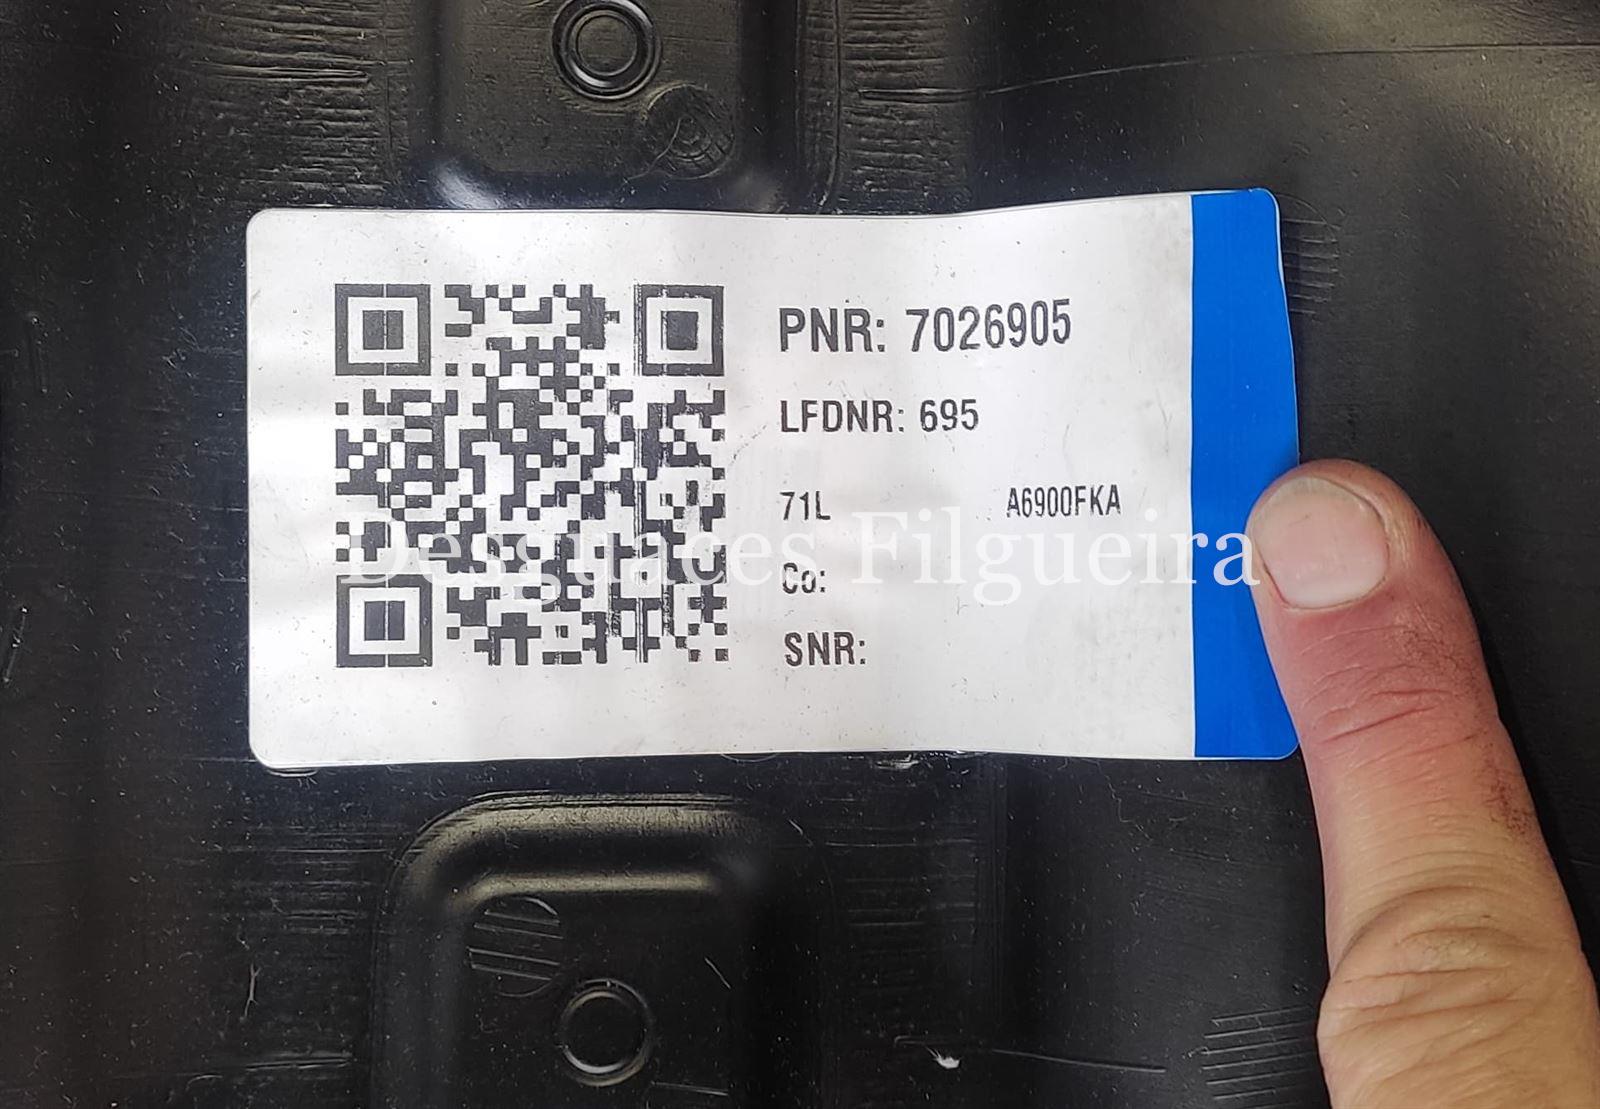 PNR: 7026905
LFDNR: 695
71L A6900FKA
Desguaces Filgueira
Co:
SNR: